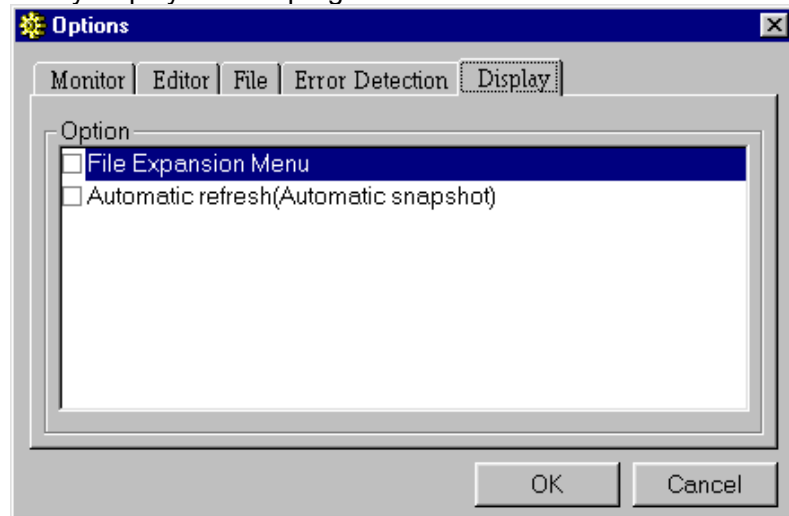 Options
Monitor Editor File Error Detection Display
Option
File Expansion Menu
Automatic refresh(Automatic snapshot)
OK Cancel